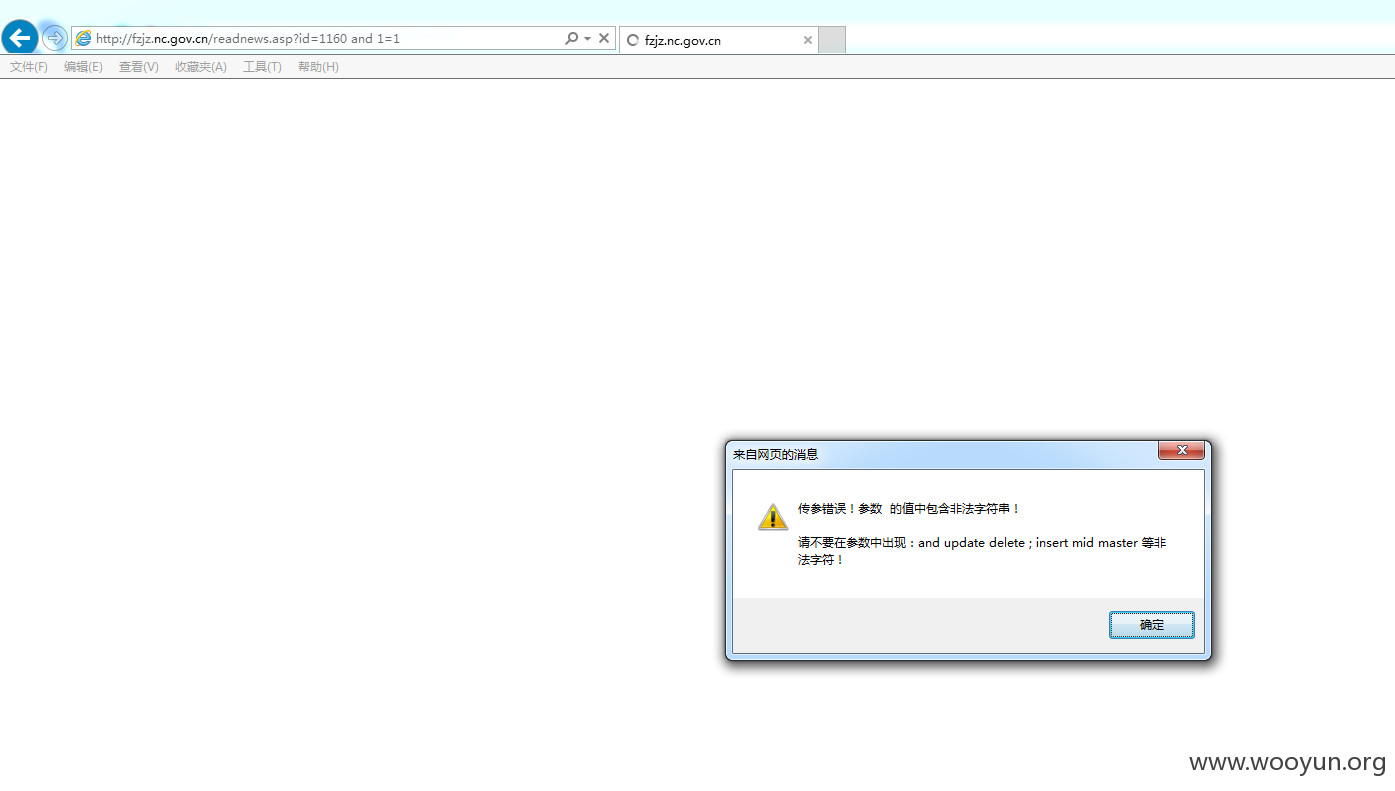 http://fzjz.nc.gov.cn/readnews.asp?id=1160 and 1=1
fzjz.nc.gov.cn
文件(F) 编辑(E) 查看(V) 收藏夹(A) 工具(T) 帮助(H)
来自网页的消息
传参错误！参数 的值中包含非法字符串！
请不要在参数中出现：and update delete ; insert mid master 等非
法字符！
确定
www.wooyun.org